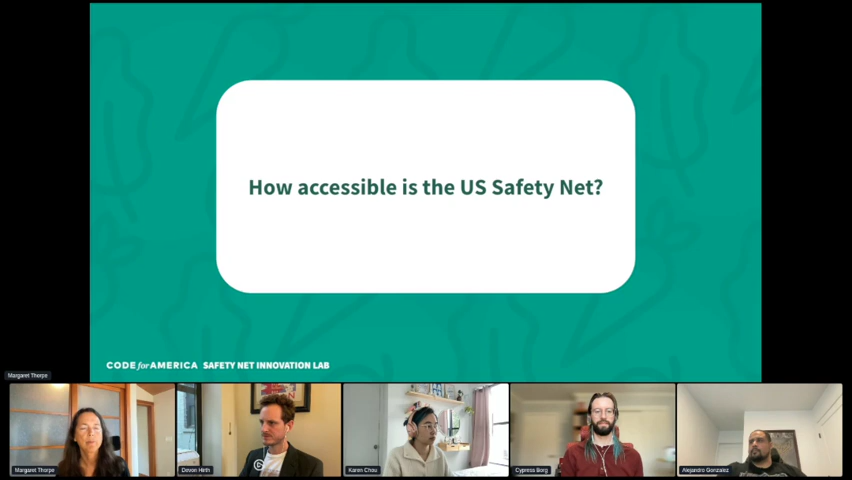 How accessible is the US Safety Net?
CODE for AMERICA SAFETY NET INNOVATION LAB
Margaret Thorpe
Margaret Thorpe
Devon Hirth
Karen Chou
Cypress Borg
Alejandro Gonzalez